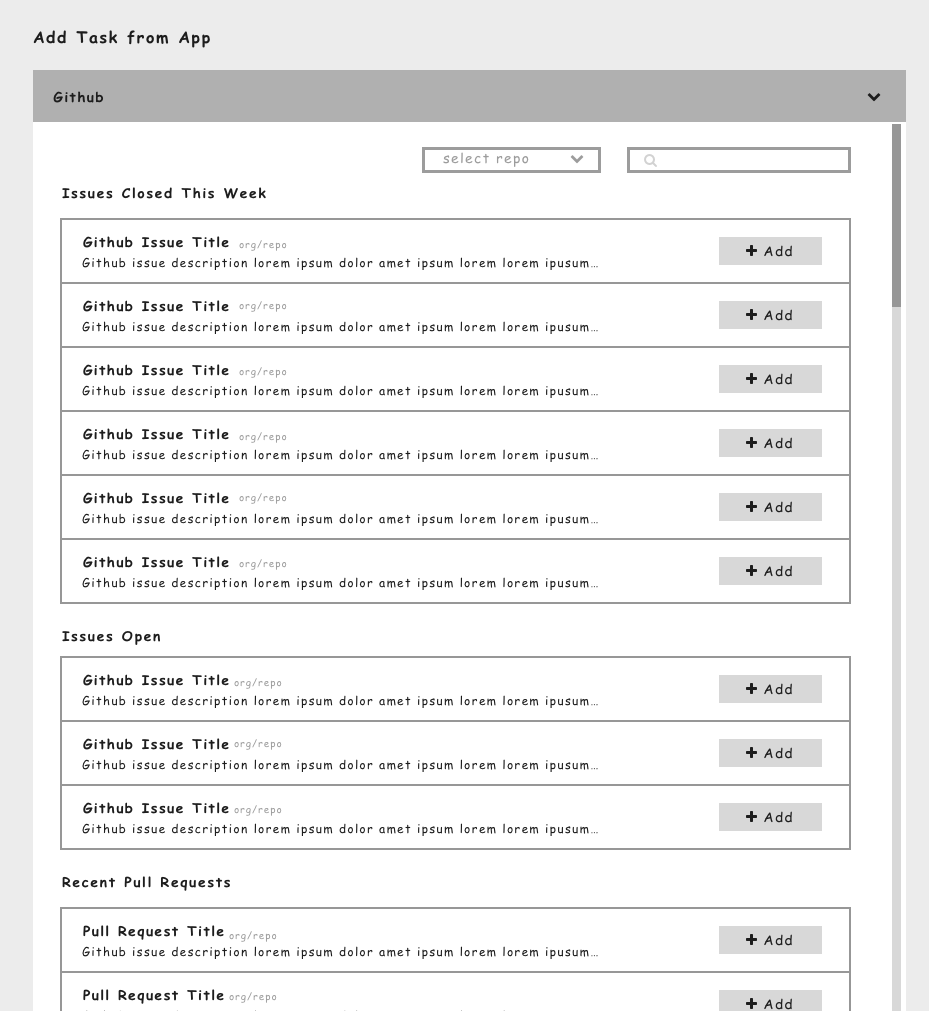 Add Task from App
Github
select repo
Issues Closed This Week
Github Issue Title org/repo
Github issue description lorem ipsum dolor amet ipsum lorem lorem ipusum…
Add
Github Issue Title org/repo
Github issue description lorem ipsum dolor amet ipsum lorem lorem ipusum…
Add
Github Issue Title org/repo
Github issue description lorem ipsum dolor amet ipsum lorem lorem ipusum…
Add
Github Issue Title org/repo
Github issue description lorem ipsum dolor amet ipsum lorem lorem ipusum…
Add
Github Issue Title org/repo
Github issue description lorem ipsum dolor amet ipsum lorem lorem ipusum…
Add
Github Issue Title org/repo
Github issue description lorem ipsum dolor amet ipsum lorem lorem ipusum…
Add
Issues Open
Github Issue Title org/repo
Github issue description lorem ipsum dolor amet ipsum lorem lorem ipusum…
Add
Github Issue Title org/repo
Github issue description lorem ipsum dolor amet ipsum lorem lorem ipusum…
Add
Github Issue Title org/repo
Github issue description lorem ipsum dolor amet ipsum lorem lorem ipusum…
Add
Recent Pull Requests
Pull Request Title org/repo
Github issue description lorem ipsum dolor amet ipsum lorem lorem ipusum…
Add
Pull Request Title org/repo
Add